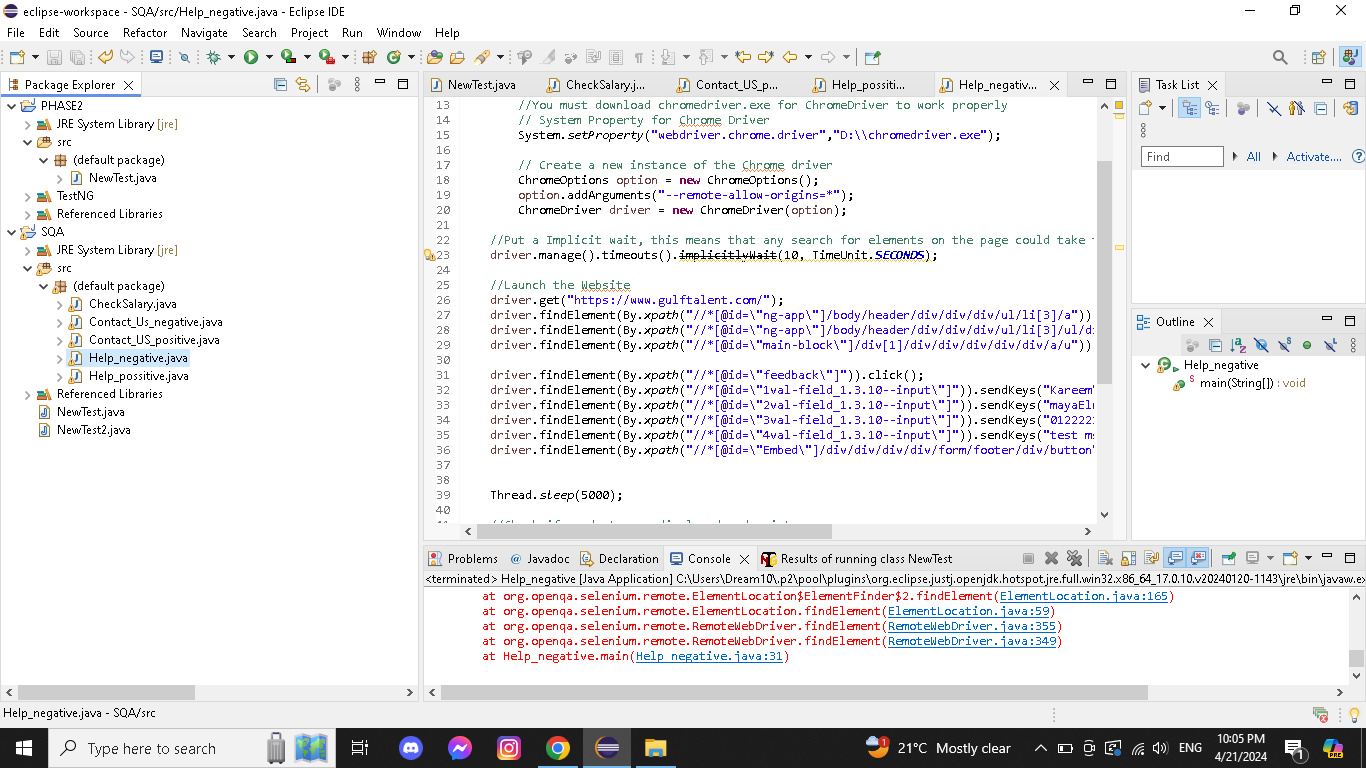 eclipse-workspace - SQA/src/Help_negative.java - Eclipse IDE
File Edit Source Refactor Navigate Search Project Run Window Help
Package Explorer
PHASE2
JRE System Library [jre]
src
(default package)
NewTest.java
TestNG
Referenced Libraries
SQA
JRE System Library [jre]
src
(default package)
CheckSalary.java
Contact_Us_negative.java
Contact_US_positive.java
Help_negative.java
Help_possitive.java
Referenced Libraries
NewTest.java
NewTest2.java
NewTest.java CheckSalary.j... Contact_US_p... Help_possiti... Help_negativ...
13 //You must download chromedriver.exe for ChromeDriver to work properly
14 // System Property for Chrome Driver
15 System.setProperty("webdriver.chrome.driver","D:\\chromedriver.exe");
16
17 // Create a new instance of the Chrome driver
18 ChromeOptions option = new ChromeOptions();
19 option.addArguments("--remote-allow-origins=*");
20 ChromeDriver driver = new ChromeDriver(option);
21
22 //Put a Implicit wait, this means that any search for elements on the page could take
23 driver.manage().timeouts().implicitlyWait(10, TimeUnit.SECONDS);
24
25 //Launch the Website
26 driver.get("https://www.gulftalent.com/");
27 driver.findElement(By.xpath("//*[@id=\"ng-app\"]/body/header/div/div/div/ul/li[3]/a"))
28 driver.findElement(By.xpath("//*[@id=\"ng-app\"]/body/header/div/div/div/ul/li[3]/ul/di
29 driver.findElement(By.xpath("//*[@id=\"main-block\"]/div[1]/div/div/div/div/div/a/u"))
30
31 driver.findElement(By.xpath("//*[@id=\"feedback\"]")).click();
32 driver.findElement(By.xpath("//*[@id=\"1val-field_1.3.10--input\"]")).sendKeys("Kareem"
33 driver.findElement(By.xpath("//*[@id=\"2val-field_1.3.10--input\"]")).sendKeys("mayaEl
34 driver.findElement(By.xpath("//*[@id=\"3val-field_1.3.10--input\"]")).sendKeys("012222
35 driver.findElement(By.xpath("//*[@id=\"4val-field_1.3.10--input\"]")).sendKeys("test m
36 driver.findElement(By.xpath("//*[@id=\"Embed\"]/div/div/div/div/form/footer/div/button"
37
38
39 Thread.sleep(5000);
40
Task List
Find All Activate...
Outline
Help_negative
main(String[]) : void
Problems Javadoc Declaration Console Results of running class NewTest
<terminated> Help_negative [Java Application] C:\Users\Dream10\.p2\pool\plugins\org.eclipse.justj.openjdk.hotspot.jre.full.win32.x86_64_17.0.10.v20240120-1143\jre\bin\javaw.ex
at org.openqa.selenium.remote.ElementLocation$ElementFinder$2.findElement(ElementLocation.java:165)
at org.openqa.selenium.remote.ElementLocation.findElement(ElementLocation.java:59)
at org.openqa.selenium.remote.RemoteWebDriver.findElement(RemoteWebDriver.java:355)
at org.openqa.selenium.remote.RemoteWebDriver.findElement(RemoteWebDriver.java:349)
at Help_negative.main(Help_negative.java:31)
Help_negative.java - SQA/src
Type here to search
21°C Mostly clear
ENG
10:05 PM
4/21/2024
1